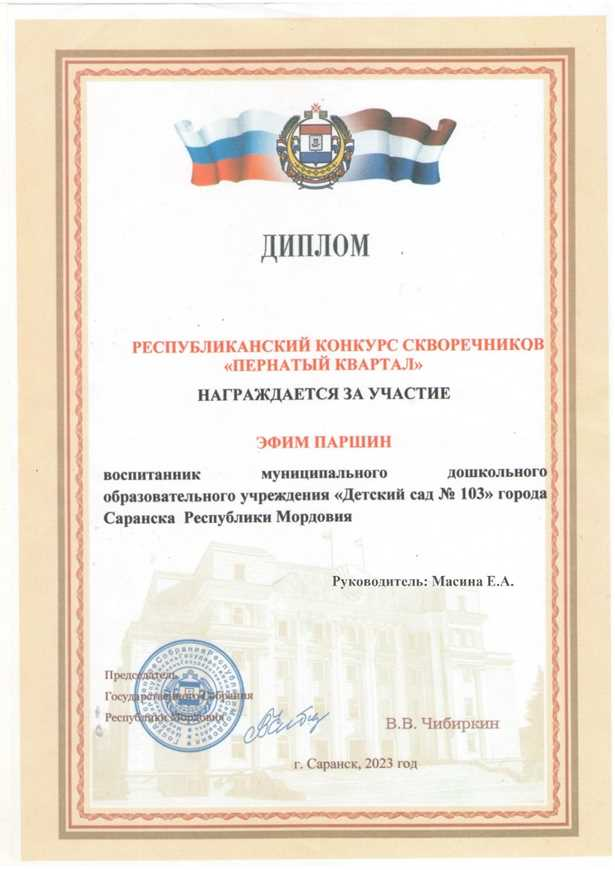 ДИПЛОМ
РЕСПУБЛИКАНСКИЙ КОНКУРС СКВОРЕЧНИКОВ
«ПЕРНАТЫЙ КВАРТАЛ»
НАГРАЖДАЕТСЯ ЗА УЧАСТИЕ
ЭФИМ ПАРШИН
воспитанник муниципального дошкольного
образовательного учреждения «Детский сад № 103» города
Саранска Республики Мордовия
Руководитель: Масина Е.А.
Председатель
Государственного Собрания
Республики Мордовия
В.В. Чибиркин
г. Саранск, 2023 год